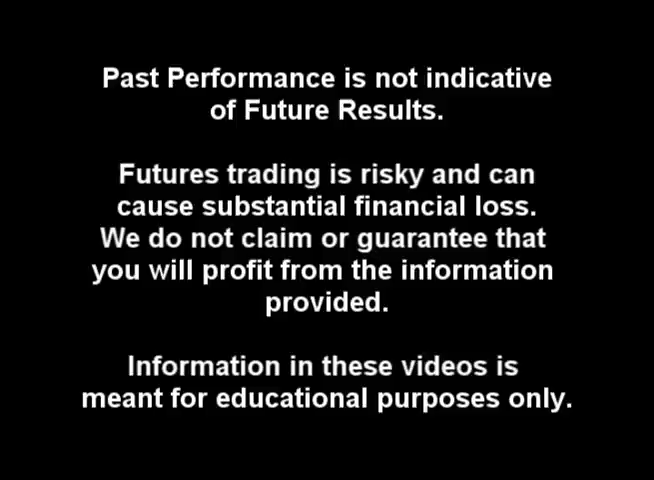 Past Performance is not indicative
of Future Results.
Futures trading is risky and can
cause substantial financial loss.
We do not claim or guarantee that
you will profit from the information
provided.
Information in these videos is
meant for educational purposes only.